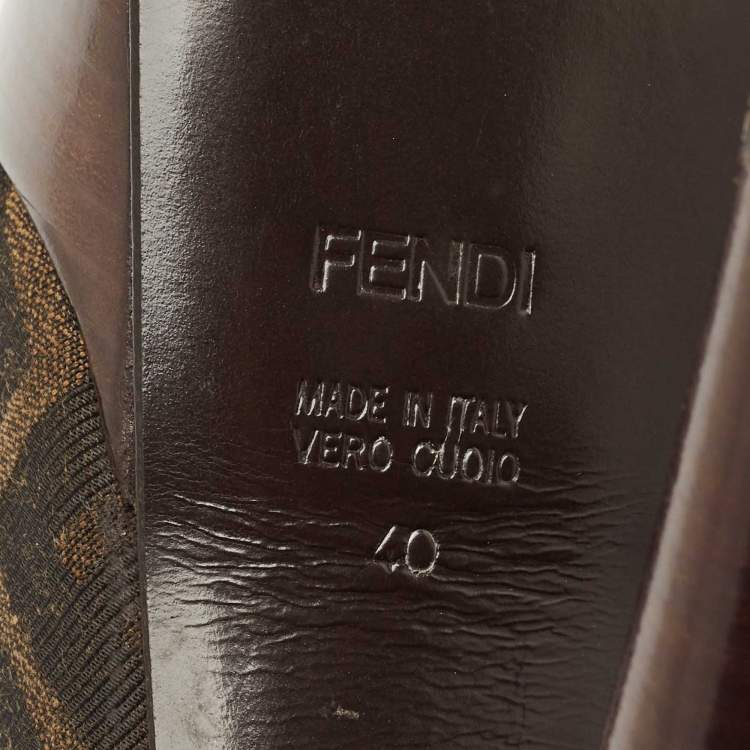 FENDI
MADE IN ITALY
VERO CUOIO
40